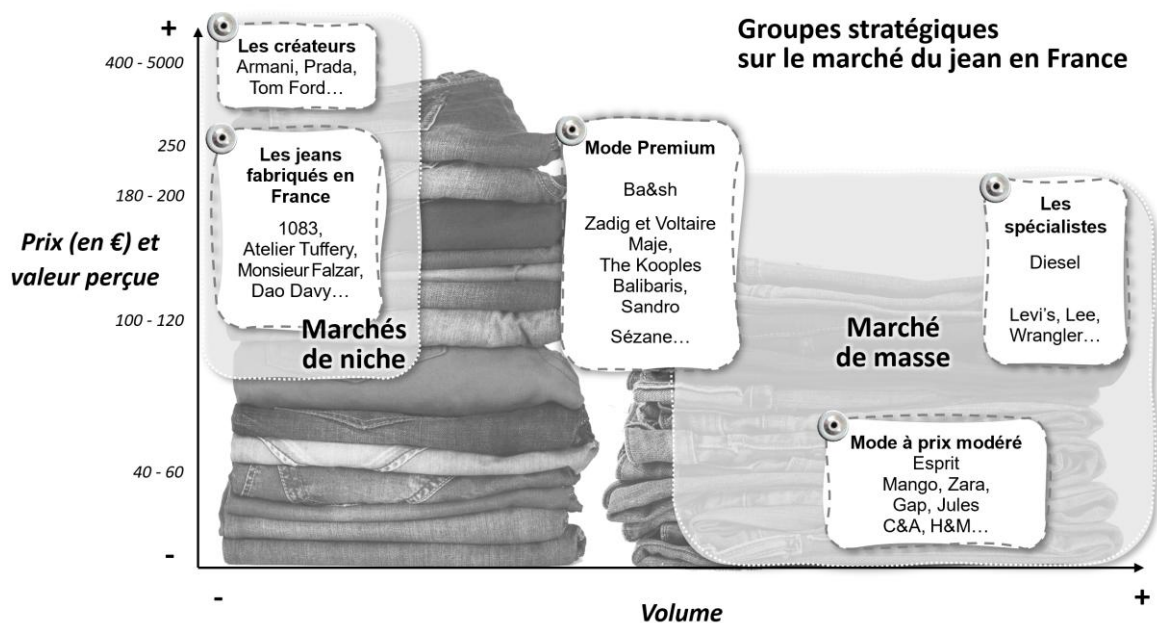 Groupes stratégiques
sur le marché du jean en France
+
400 - 5000
250
180 - 200
Prix (en €) et
valeur perçue
100 - 120
40 - 60
-
Les créateurs
Armani, Prada,
Tom Ford…
Les jeans
fabriqués en
France
1083,
Atelier Tuffery,
Monsieur Falzar,
Dao Davy…
Marchés
de niche
Mode Premium
Ba&sh
Zadig et Voltaire
Maje,
The Kooples
Balibaris,
Sandro
Sézane…
Les
spécialistes
Diesel
Levi's, Lee,
Wrangler…
Marché
de masse
Mode à prix modéré
Esprit
Mango, Zara,
Gap, Jules
C&A, H&M…
-
Volume
+